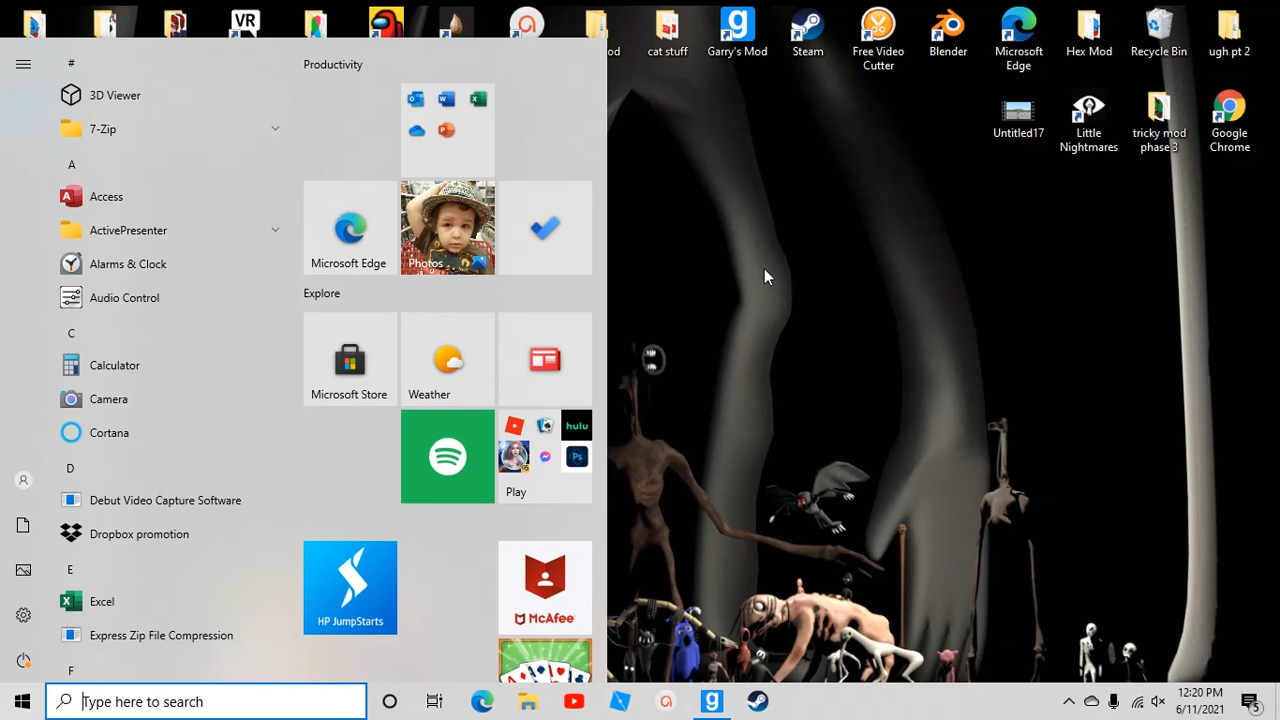 VR
od
cat stuff
Garry's Mod
Steam
Free Video
Cutter
Blender
Microsoft
Edge
Hex Mod
Recycle Bin
ugh pt 2
Untitled17
Little
Nightmares
tricky mod
phase 3
Google
Chrome
#
3D Viewer
7-Zip
A
Access
ActivePresenter
Alarms & Clock
Audio Control
C
Calculator
Camera
Cortana
D
Debut Video Capture Software
Dropbox promotion
E
Excel
Express Zip File Compression
F
Productivity
Microsoft Edge
Photos
Explore
Microsoft Store
Weather
hulu
Ps
Play
HP JumpStarts
McAfee
Type here to search
12:20 PM
6/11/2021
5